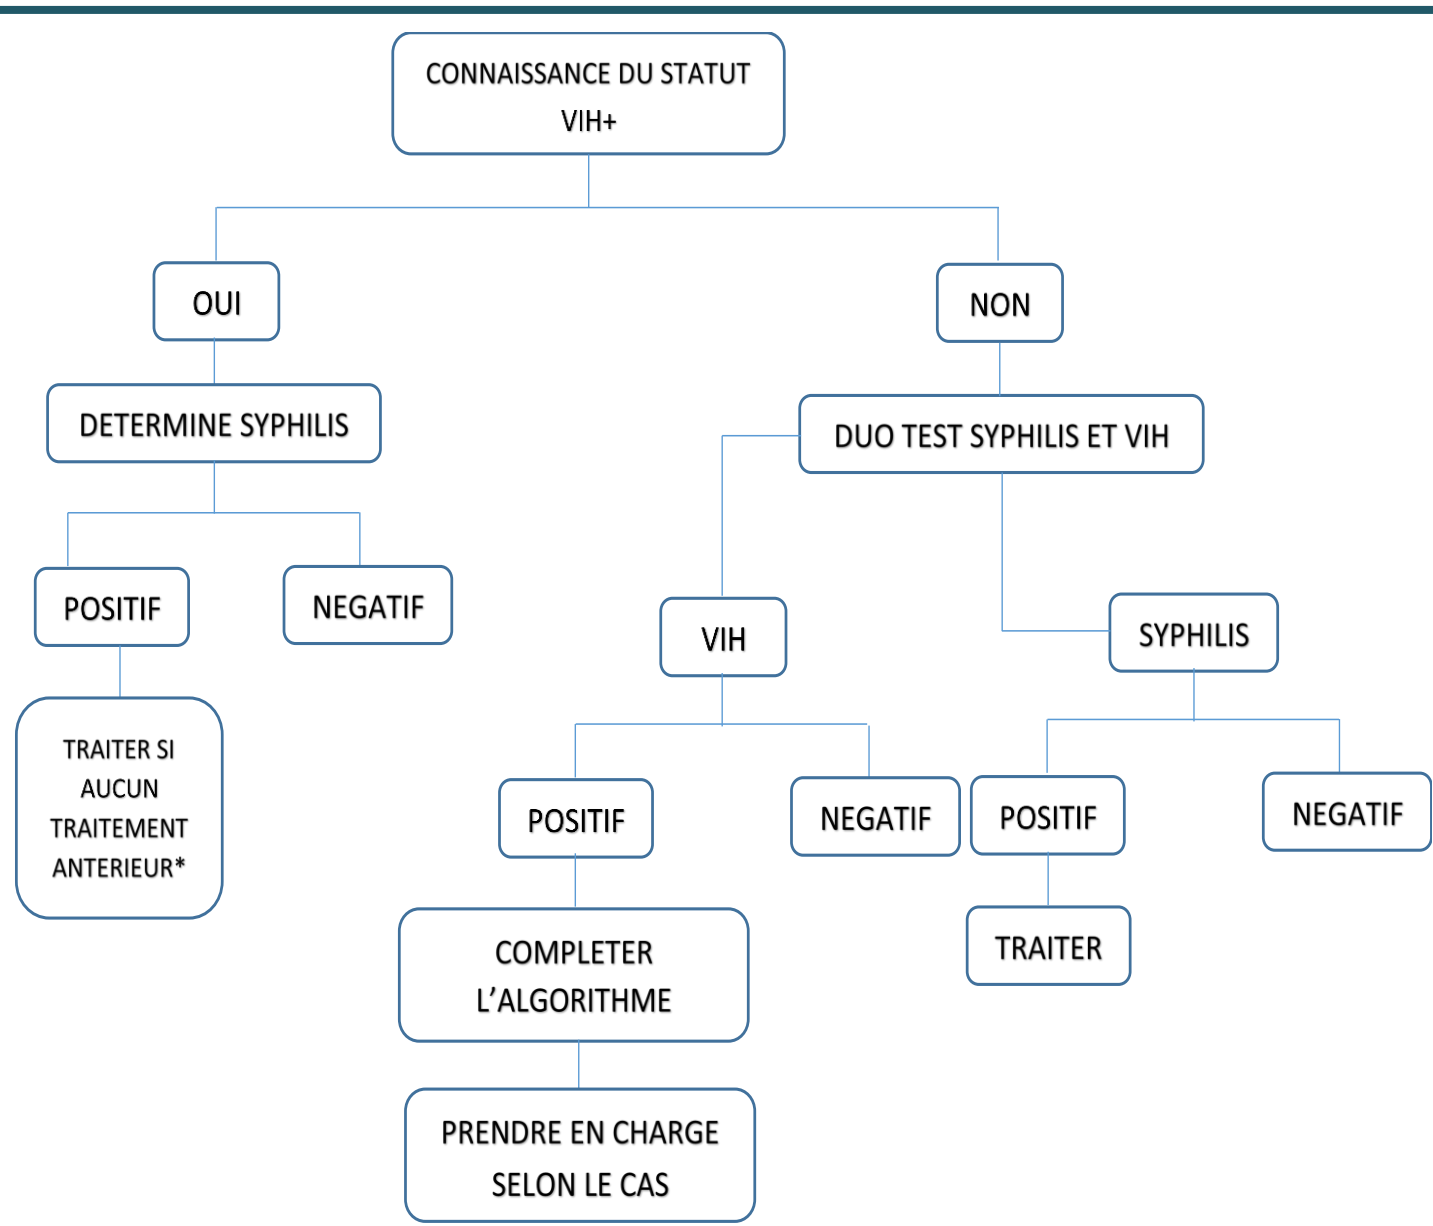 CONNAISSANCE DU STATUT
VIH+
OUI
NON
DETERMINE SYPHILIS
DUO TEST SYPHILIS ET VIH
POSITIF
NEGATIF
VIH
SYPHILIS
TRAITER SI
AUCUN
TRAITEMENT
ANTERIEUR*
POSITIF
NEGATIF
POSITIF
NEGATIF
COMPLETER
L’ALGORITHME
TRAITER
PRENDRE EN CHARGE
SELON LE CAS